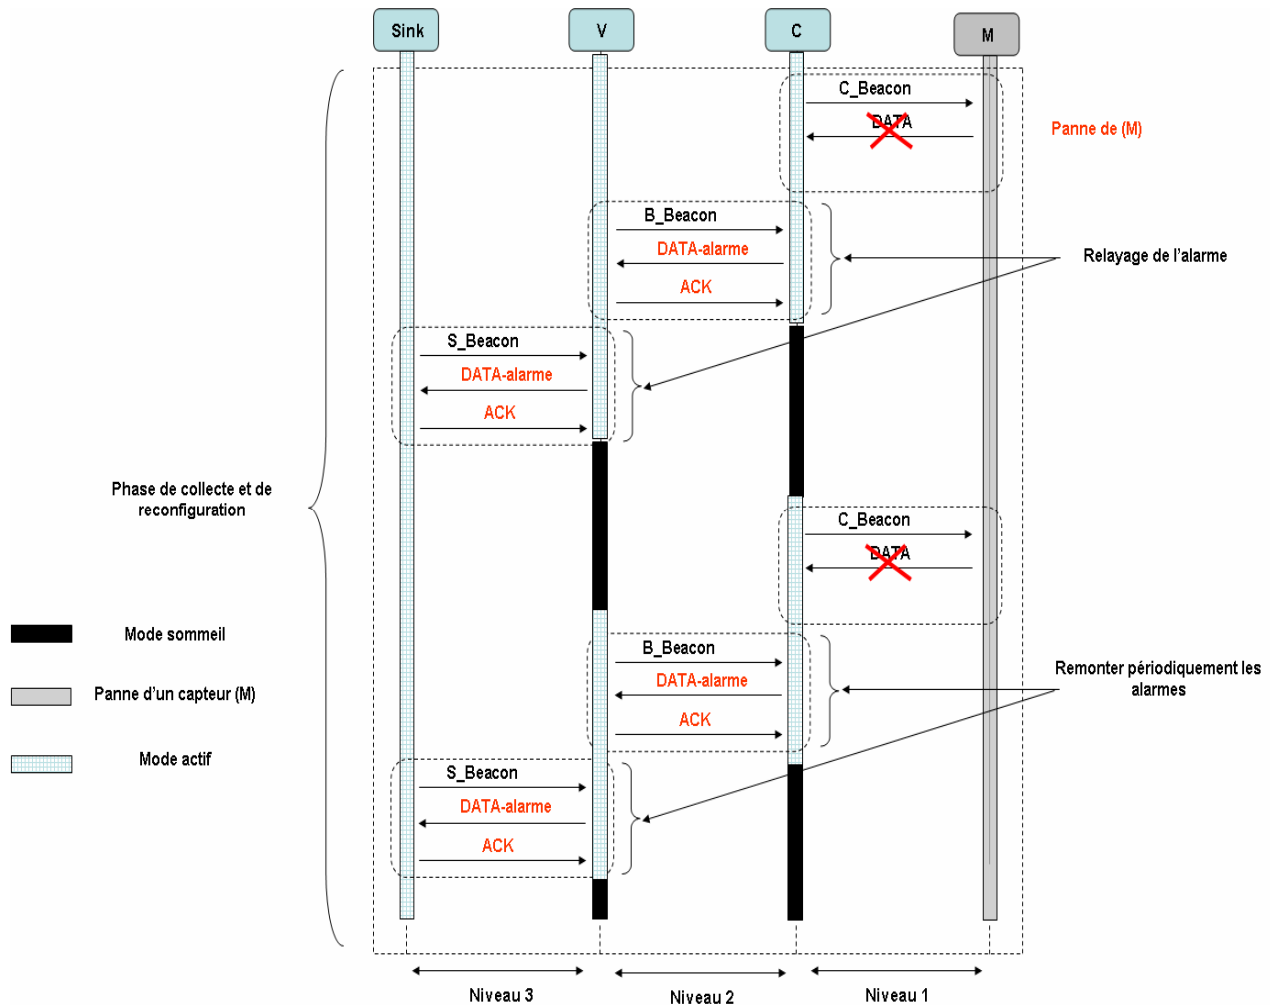 Sink
V
C
M
C_Beacon
DATA
Panne de (M)
B_Beacon
DATA-alarme
ACK
Relayage de l'alarme
S_Beacon
DATA-alarme
ACK
Phase de collecte et de
reconfiguration
C_Beacon
DATA
Mode sommeil
B_Beacon
DATA-alarme
ACK
Remonter périodiquement les
alarmes
Panne d'un capteur (M)
Mode actif
S_Beacon
DATA-alarme
ACK
Niveau 3
Niveau 2
Niveau 1